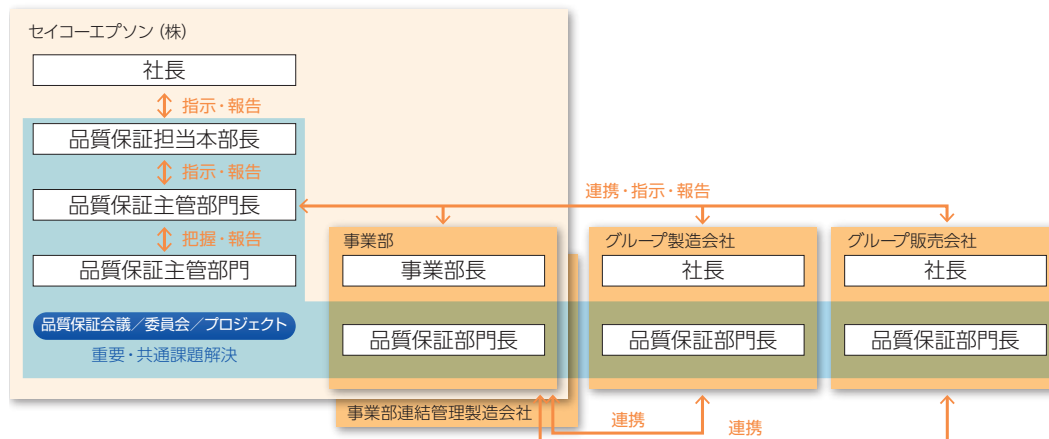 セイコーエプソン(株)
社長
指示・報告
品質保証担当本部長
指示・報告
品質保証主管部門長
連携・指示・報告
把握・報告
品質保証主管部門
品質保証会議／委員会／プロジェクト
重要・共通課題解決
事業部
事業部長
品質保証部門長
事業部連結管理製造会社
グループ製造会社
社長
品質保証部門長
グループ販売会社
社長
品質保証部門長
連携
連携